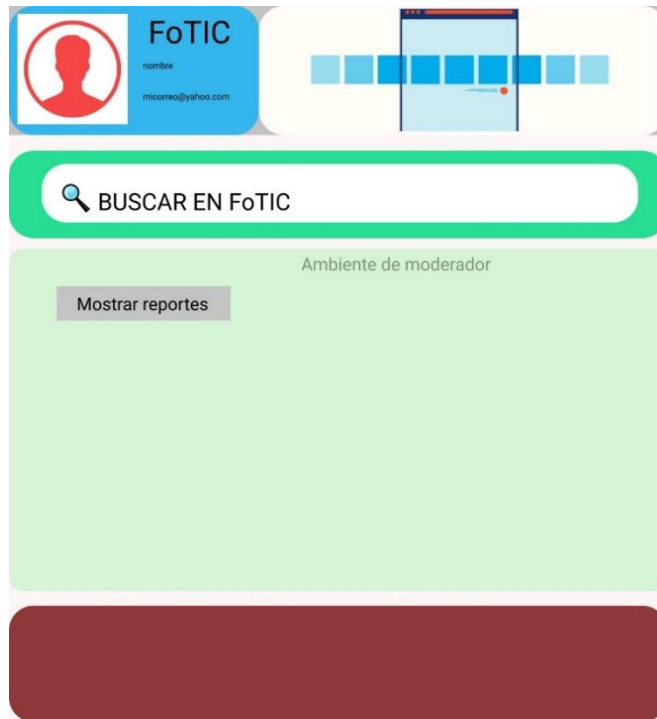 FoTIC
nombre
micorreo@yahoo.com
BUSCAR EN FoTIC
Ambiente de moderador
Mostrar reportes